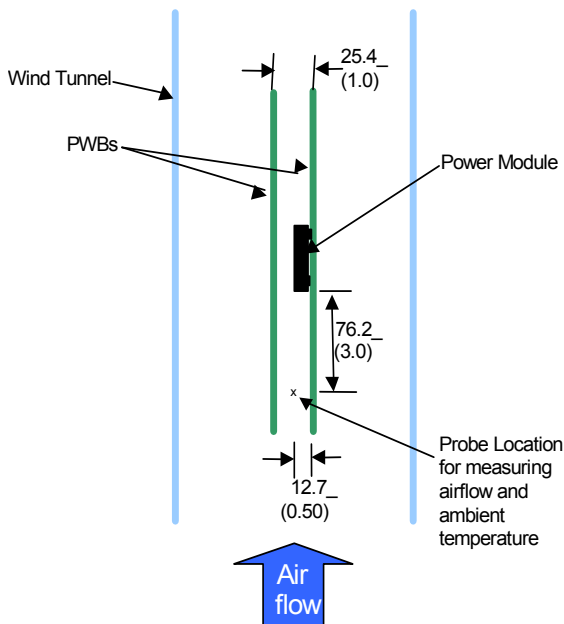 25.4_
(1.0)
Wind Tunnel
PWBs
Power Module
76.2_
(3.0)
x
Probe Location
for measuring
airflow and
ambient
temperature
12.7_
(0.50)
Air
flow